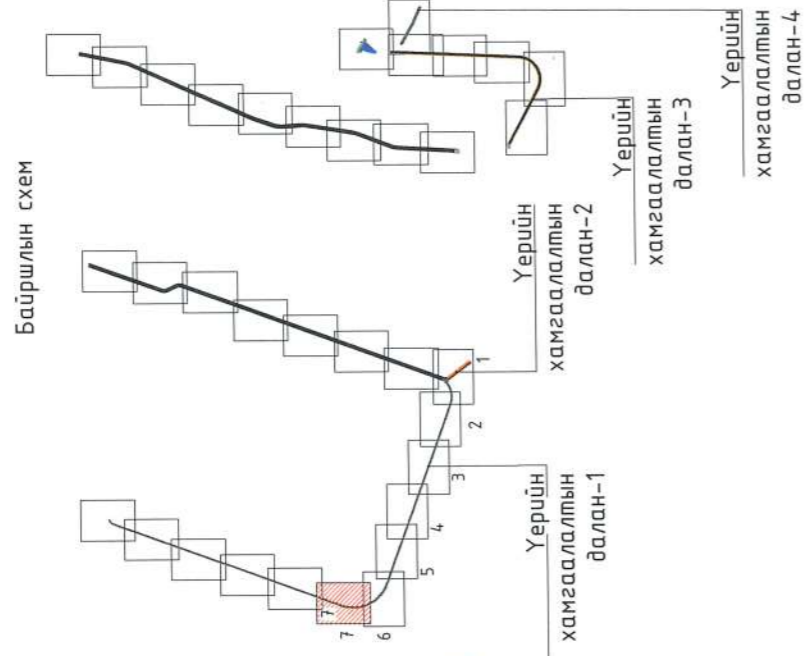 Байршлын схем
Үерийн
хамгаалалтын
далан-1
Үерийн
хамгаалалтын
далан-2
Үерийн
хамгаалалтын
далан-3
Үерийн
хамгаалалтын
далан-4
1
2
3
4
5
6
7
7